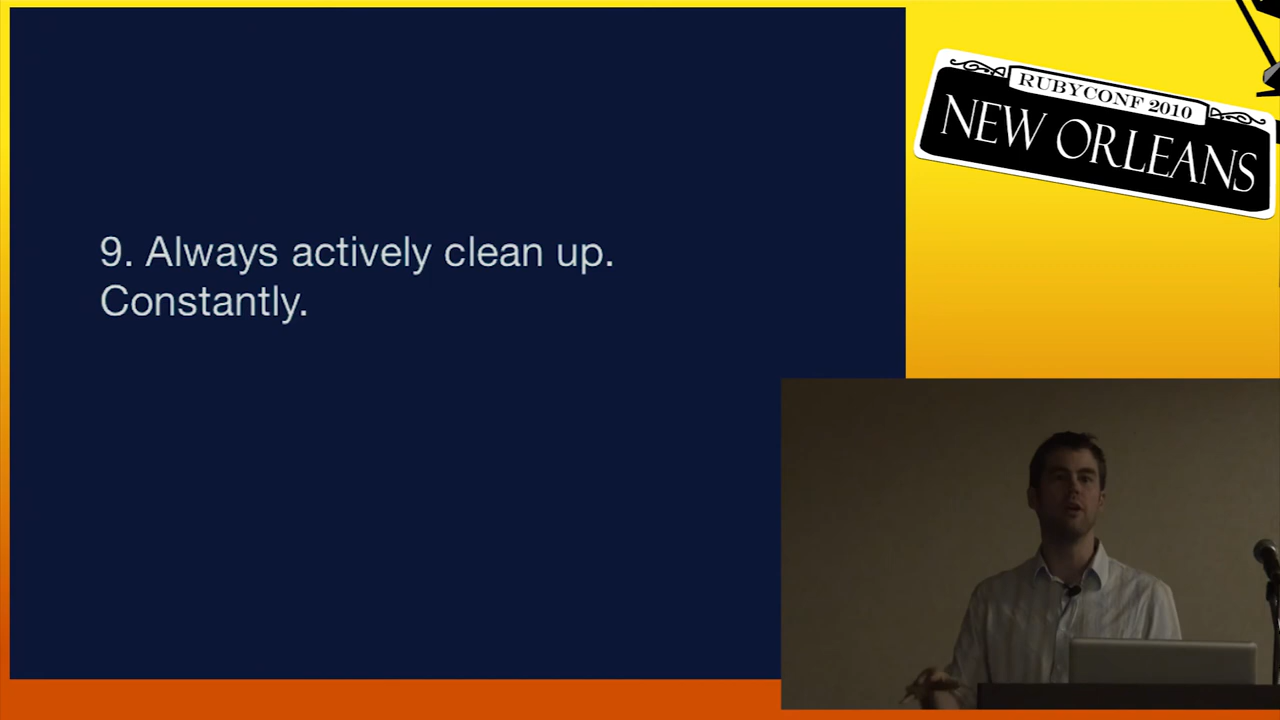 9. Always actively clean up.
Constantly.
RUBYCONF 2010
NEW ORLEANS